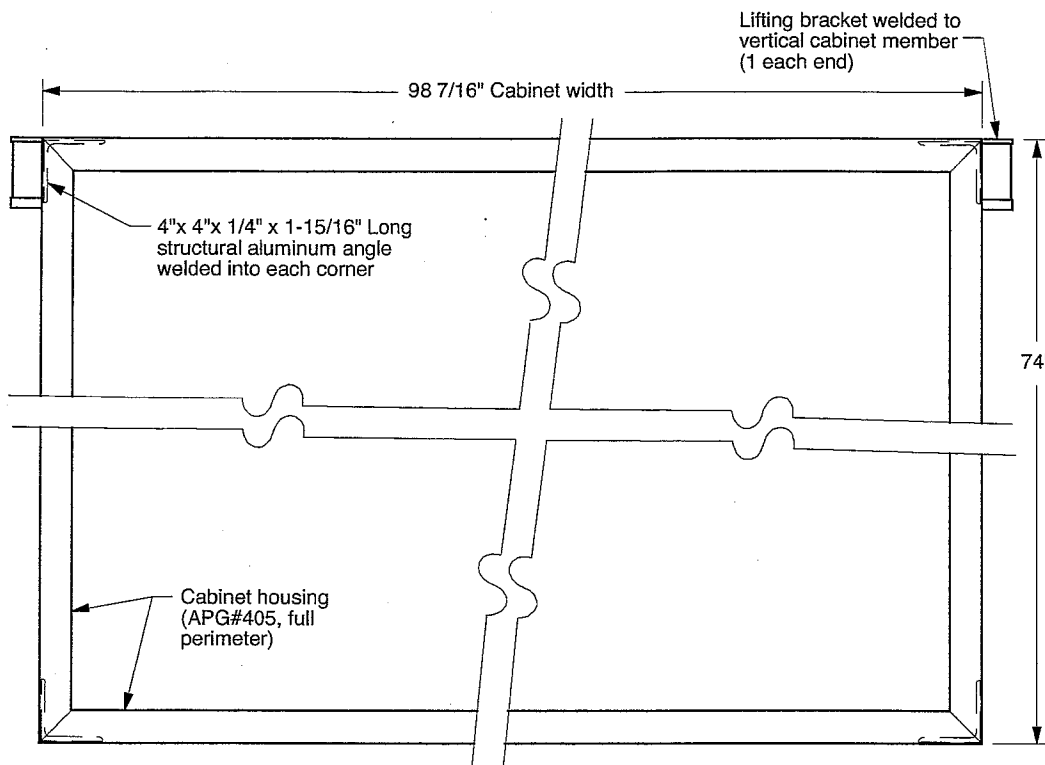 Lifting bracket welded to
vertical cabinet member
(1 each end)
98 7/16" Cabinet width
4"x 4"x 1/4" x 1-15/16" Long
structural aluminum angle
welded into each corner
74
Cabinet housing
(APG#405, full
perimeter)